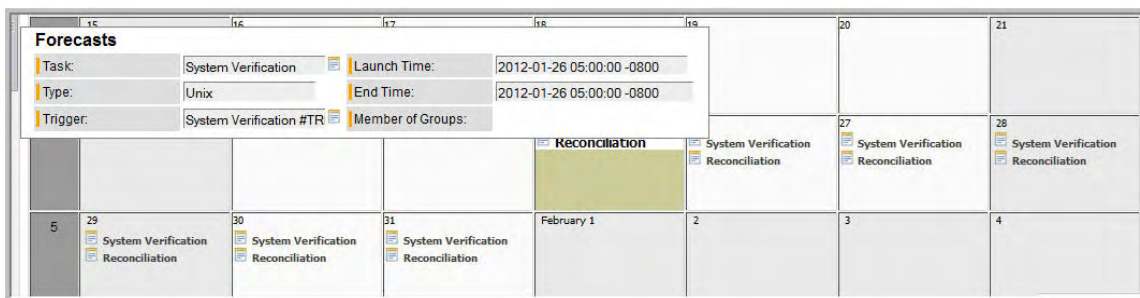 15 16 17 18 19 20 21
Forecasts
Task: System Verification Launch Time: 2012-01-26 05:00:00 -0800
Type: Unix End Time: 2012-01-26 05:00:00 -0800
Trigger: System Verification #TR Member of Groups:
27 28
System Verification System Verification System Verification
Reconciliation Reconciliation Reconciliation Reconciliation
5 29 30 31 February 1 2 3 4
System Verification System Verification System Verification
Reconciliation Reconciliation Reconciliation